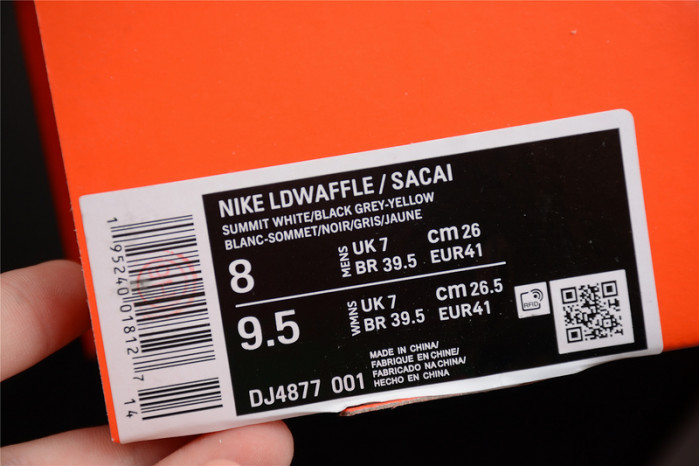 NIKE LDWAFFLE / SACAI
SUMMIT WHITE/BLACK GREY-YELLOW
BLANC-SOMMET/NOIR/GRIS/JAUNE
8 MENS UK 7 cm 26
BR 39.5 EUR41
9.5 WMNS UK 7 cm 26.5
BR 39.5 EUR41
MADE IN CHINA/
FABRIQUE EN CHINE/
FABRICADO NA CHINA/
HECHO EN CHINA
DJ4877 001
RFID
1 95240 01812 7 14